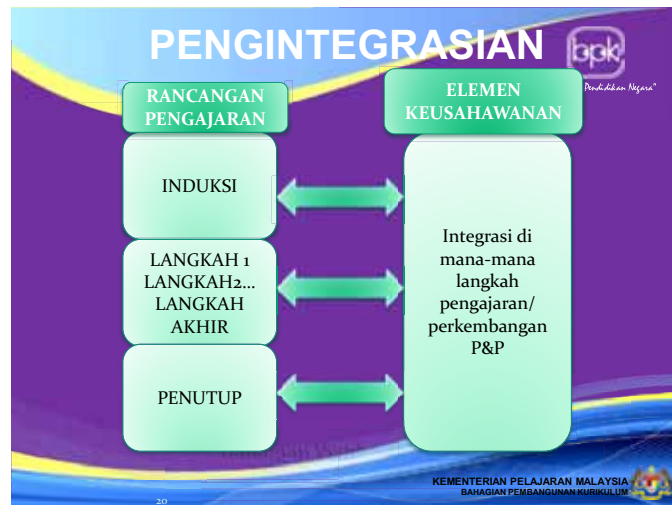 PENGINTEGRASIAN
bpk
Pendidikan Negara"
RANCANGAN
PENGAJARAN
ELEMEN
KEUSAHAWANAN
INDUKSI
LANGKAH 1
LANGKAH2...
LANGKAH
AKHIR
PENUTUP
Integrasi di
mana-mana
langkah
pengajaran/
perkembangan
P&P
KEMENTERIAN PELAJARAN MALAYSIA
BAHAGIAN PEMBANGUNAN KURIKULUM
20